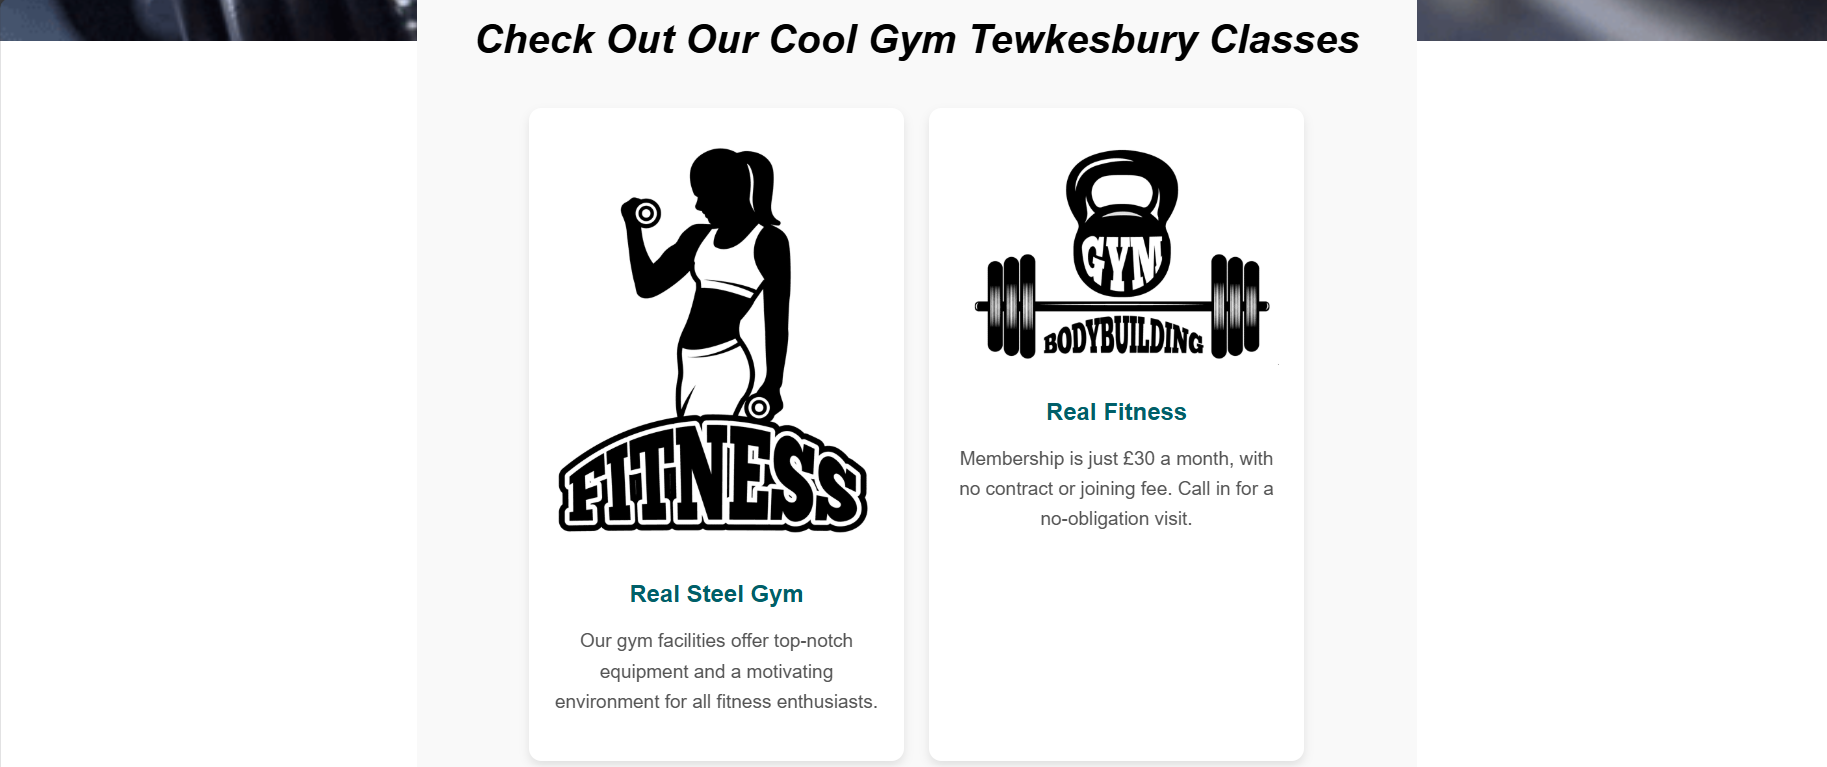 Check Out Our Cool Gym Tewkesbury Classes
FITNESS
Real Steel Gym
Our gym facilities offer top-notch
equipment and a motivating
environment for all fitness enthusiasts.
GYM
BODYBUILDING
Real Fitness
Membership is just £30 a month, with
no contract or joining fee. Call in for a
no-obligation visit.